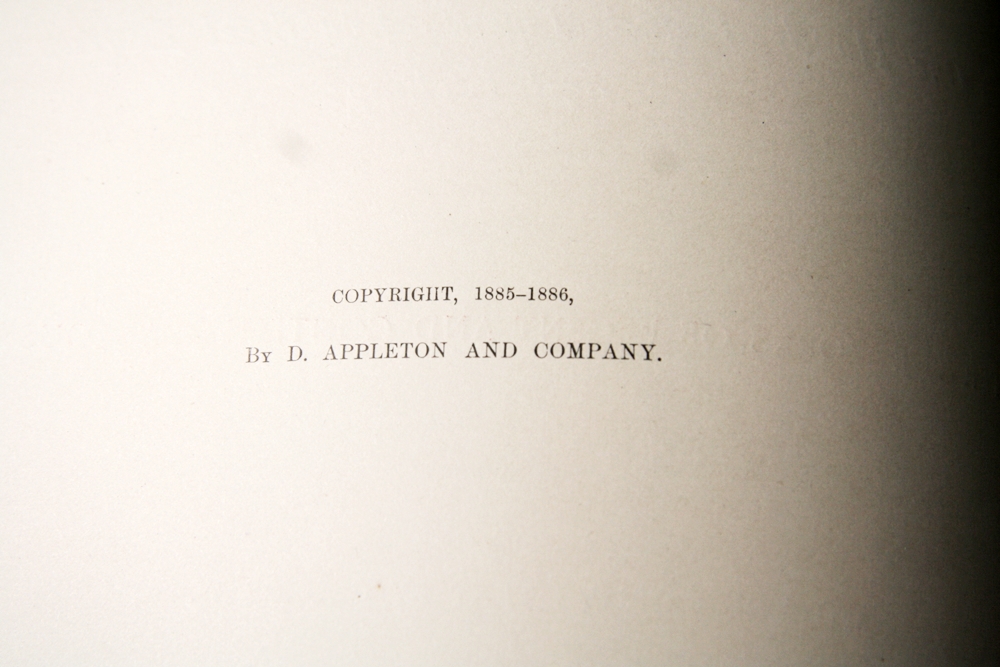 COPYRIGHT, 1885–1886,
By D. APPLETON AND COMPANY.